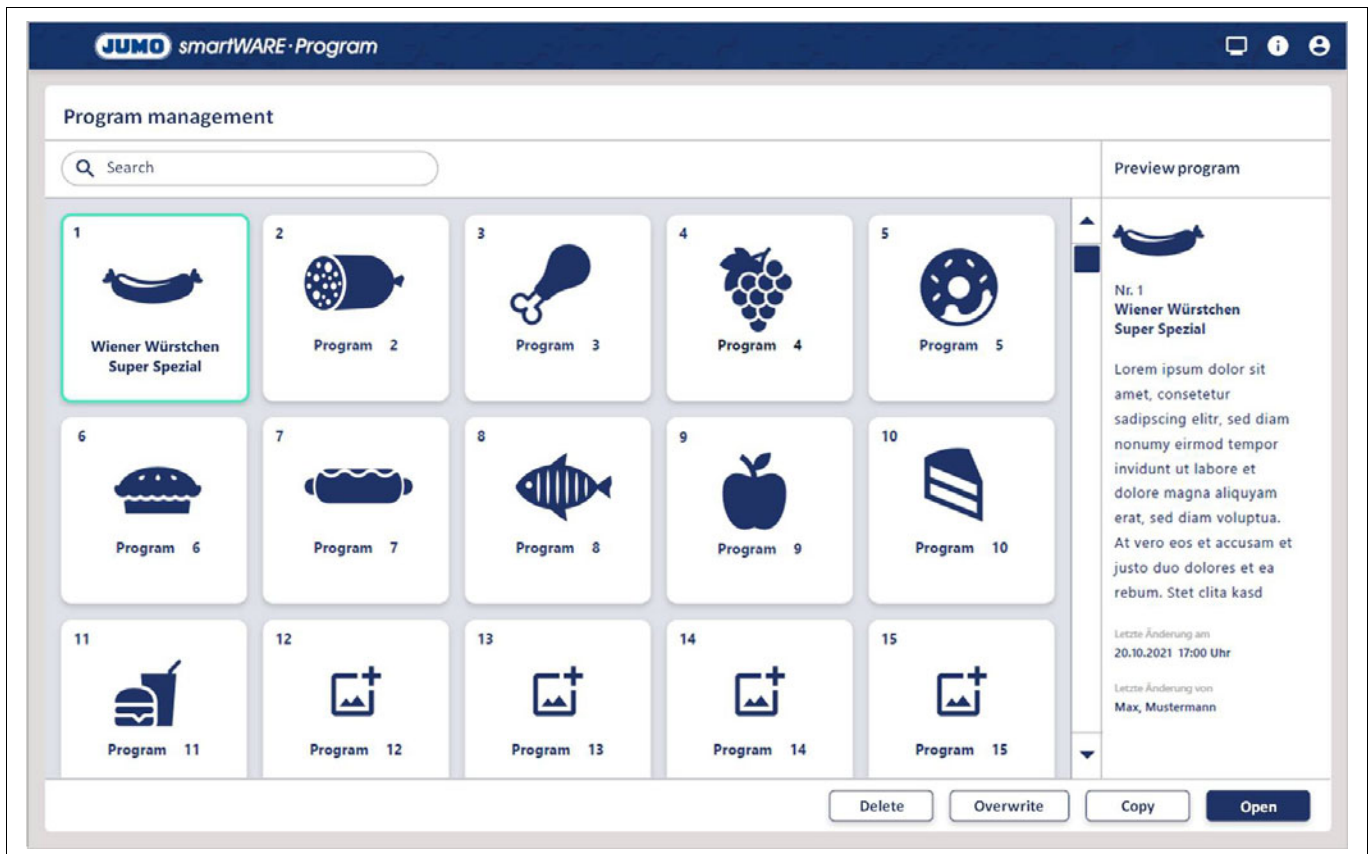 JUMO smartWARE·Program
Program management
Search
Preview program
1
Wiener Würstchen
Super Spezial
2
Program 2
3
Program 3
4
Program 4
5
Program 5
6
Program 6
7
Program 7
8
Program 8
9
Program 9
10
Program 10
11
Program 11
12
Program 12
13
Program 13
14
Program 14
15
Program 15
Nr. 1
Wiener Würstchen
Super Spezial
Lorem ipsum dolor sit
amet, consetetur
sadipscing elitr, sed diam
nonumy eirmod tempor
invidunt ut labore et
dolore magna aliquyam
erat, sed diam voluptua.
At vero eos et accusam et
justo duo dolores et ea
rebum. Stet clita kasd
Letzte Änderung am
20.10.2021 17:00 Uhr
Letzte Änderung von
Max, Mustermann
Delete
Overwrite
Copy
Open